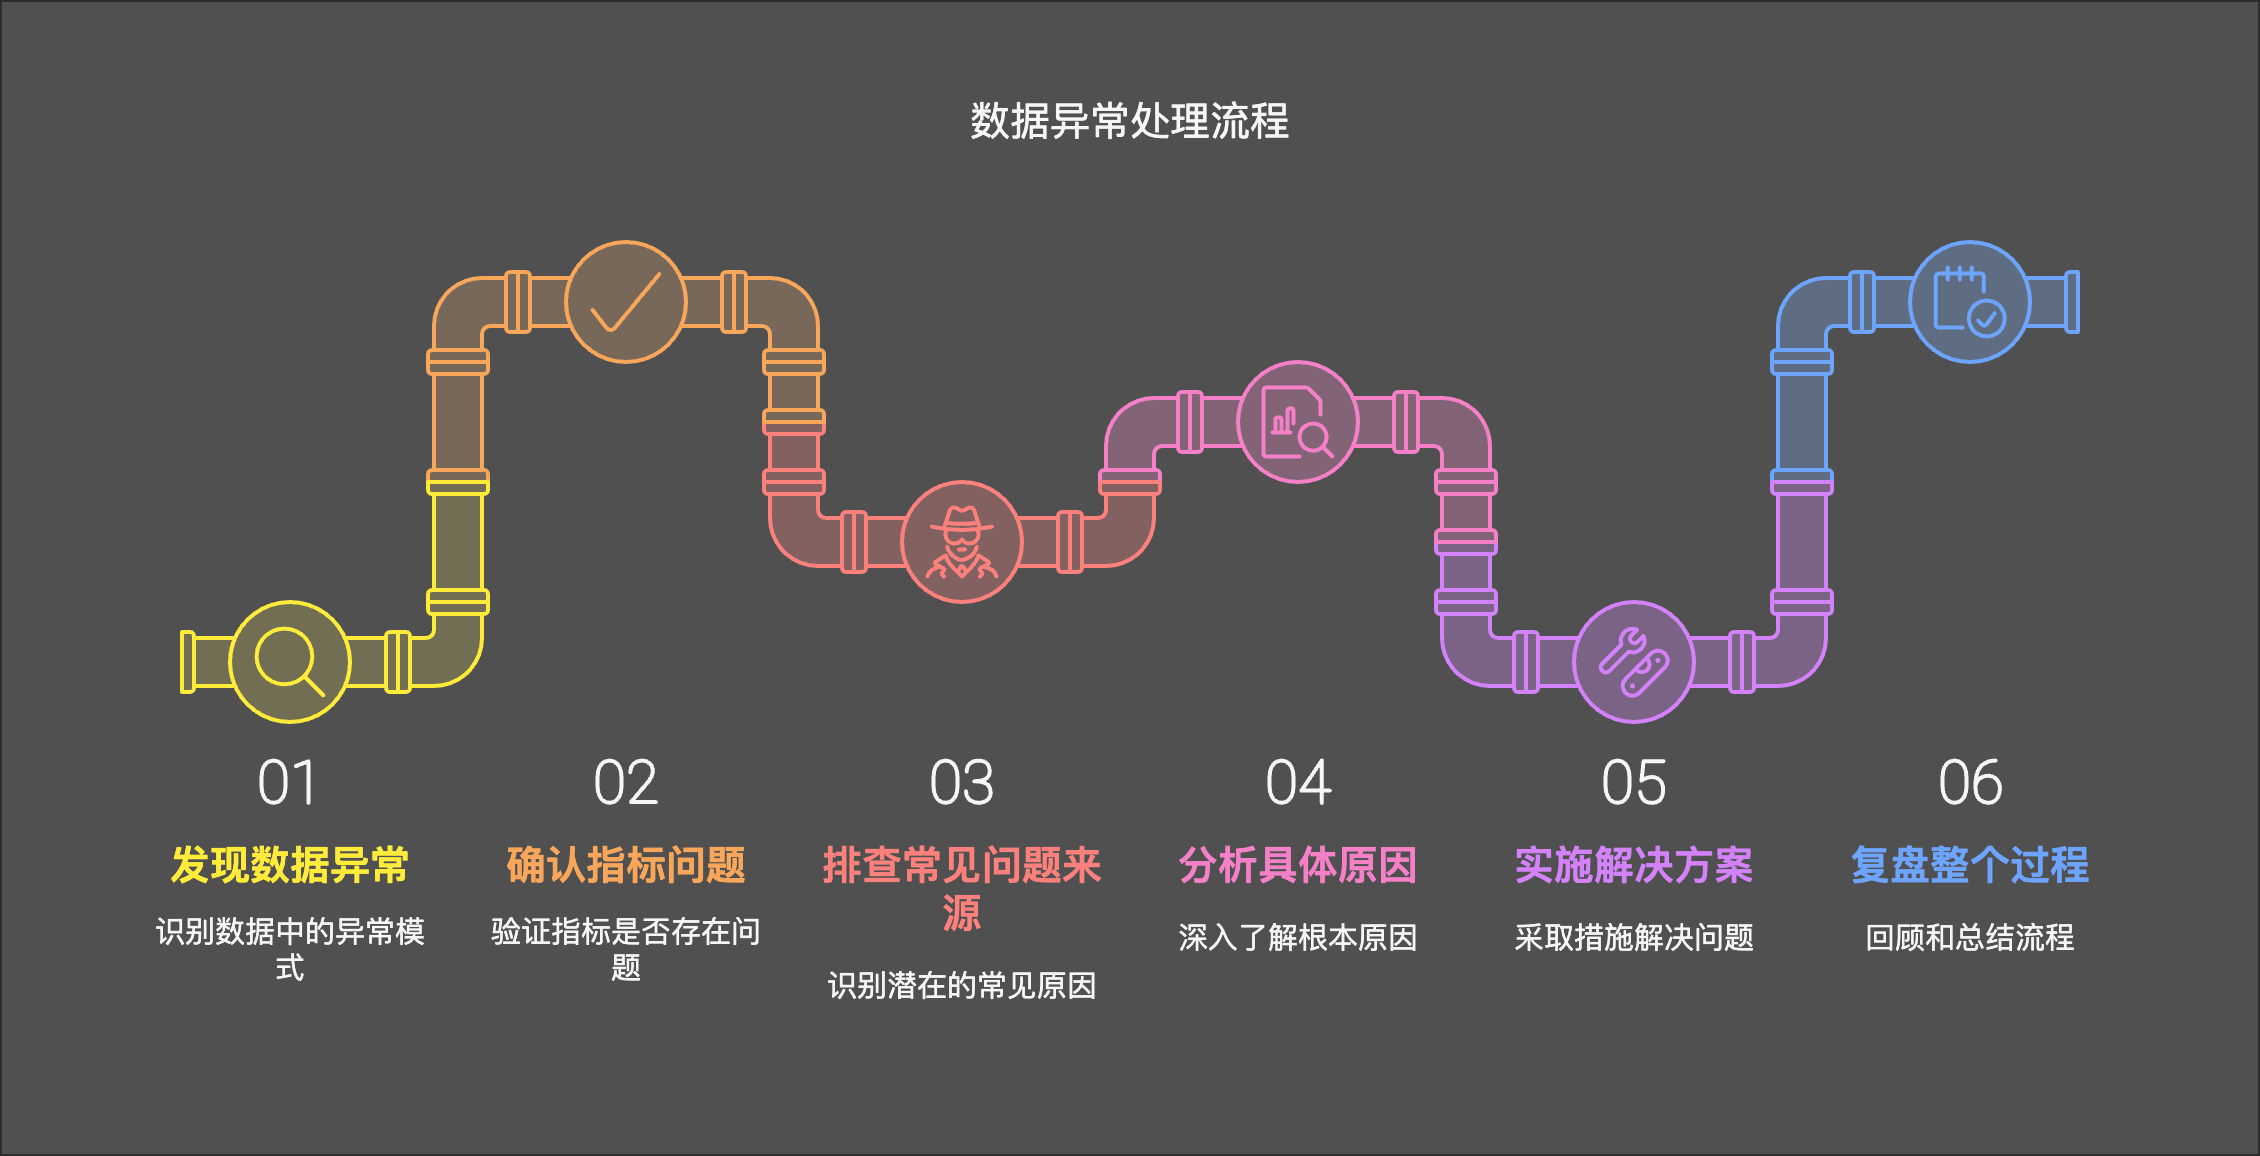 数据异常处理流程
01
发现数据异常
识别数据中的异常模
式
02
确认指标问题
验证指标是否存在问
题
03
排查常见问题来
源
识别潜在的常见原因
04
分析具体原因
深入了解根本原因
05
实施解决方案
采取措施解决问题
06
复盘整个过程
回顾和总结流程